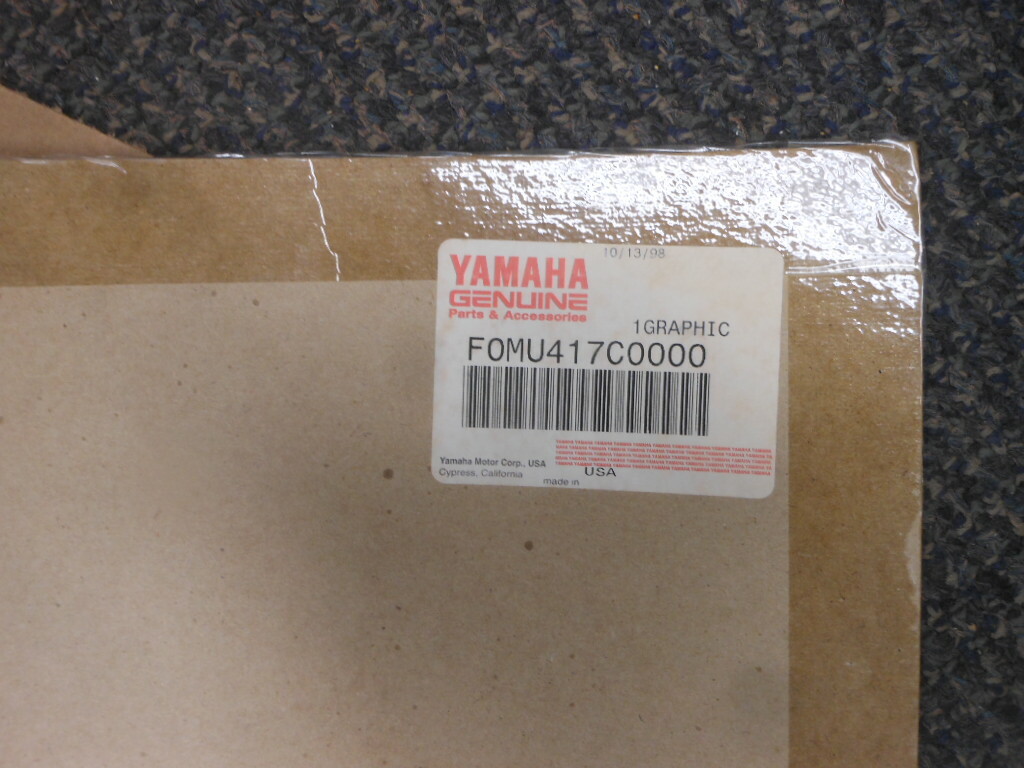 10/13/98
YAMAHA
GENUINE
Parts & Accessories
1GRAPHIC
F0MU417C0000
Yamaha Motor Corp., USA
Cypress, California
made in USA